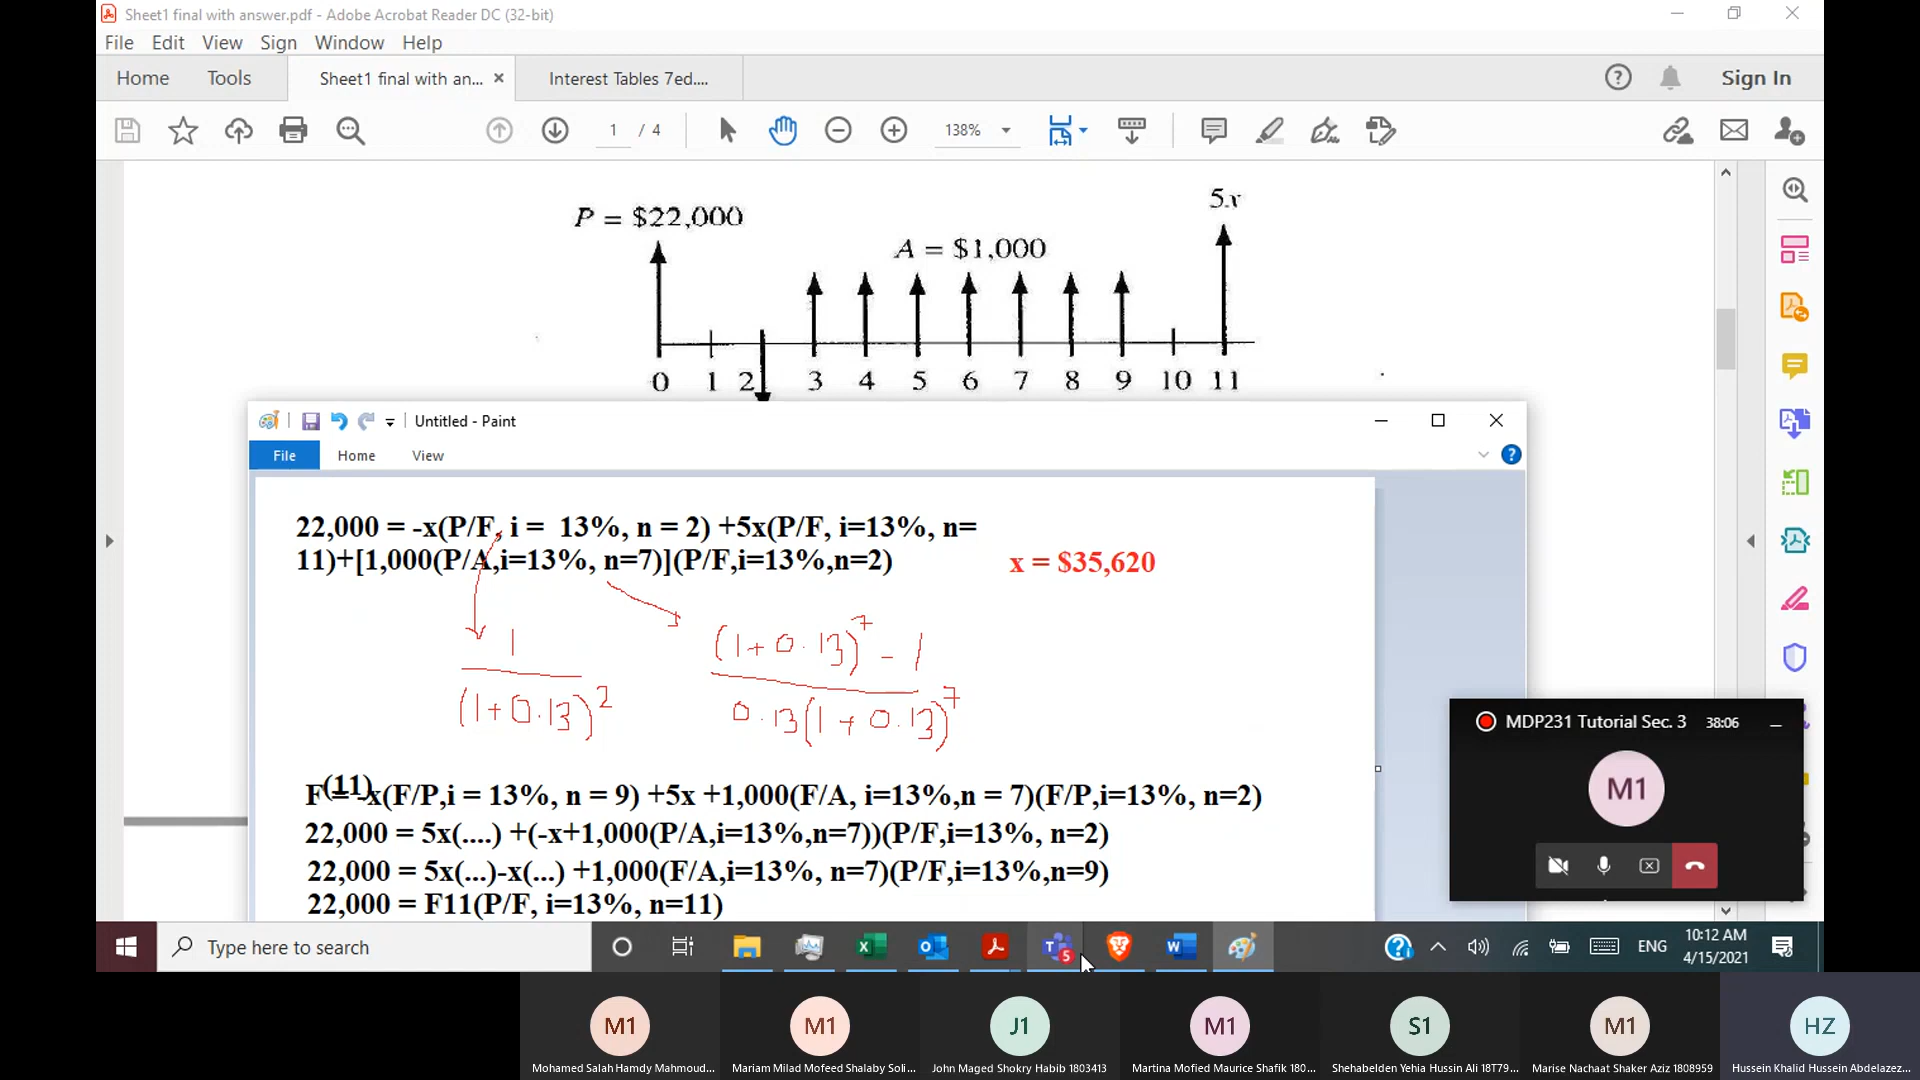 Sheet1 final with answer.pdf - Adobe Acrobat Reader DC (32-bit)
File Edit View Sign Window Help
Home Tools Sheet1 final with an... Interest Tables 7ed.... Sign In
1 / 4 138%
5x
P = $22,000
A = $1,000
0 1 2 3 4 5 6 7 8 9 10 11
Untitled - Paint
File Home View
22,000 = -x(P/F, i = 13%, n = 2) +5x(P/F, i=13%, n=
11)+[1,000(P/A,i=13%, n=7)](P/F,i=13%,n=2)
x = $35,620
1
(1+0.13)2
(1+0.13)7 - 1
0.13(1+0.13)7
MDP231 Tutorial Sec. 3 38:06
M1
(11)
F = -x(F/P,i = 13%, n = 9) +5x +1,000(F/A, i=13%,n = 7)(F/P,i=13%, n=2)
22,000 = 5x(....) +(-x+1,000(P/A,i=13%,n=7))(P/F,i=13%, n=2)
22,000 = 5x(...)-x(...) +1,000(F/A,i=13%, n=7)(P/F,i=13%,n=9)
22,000 = F11(P/F, i=13%, n=11)
Type here to search
5
ENG
10:12 AM
4/15/2021
M1 M1 J1 M1 S1 M1 HZ
Mohamed Salah Hamdy Mahmoud... Mariam Milad Mofeed Shalaby Soli... John Maged Shokry Habib 1803413 Martina Mofied Maurice Shafik 180... Shehabelden Yehia Hussin Ali 18T79... Marise Nachaat Shaker Aziz 1808959 Hussein Khalid Hussein Abdelazez...